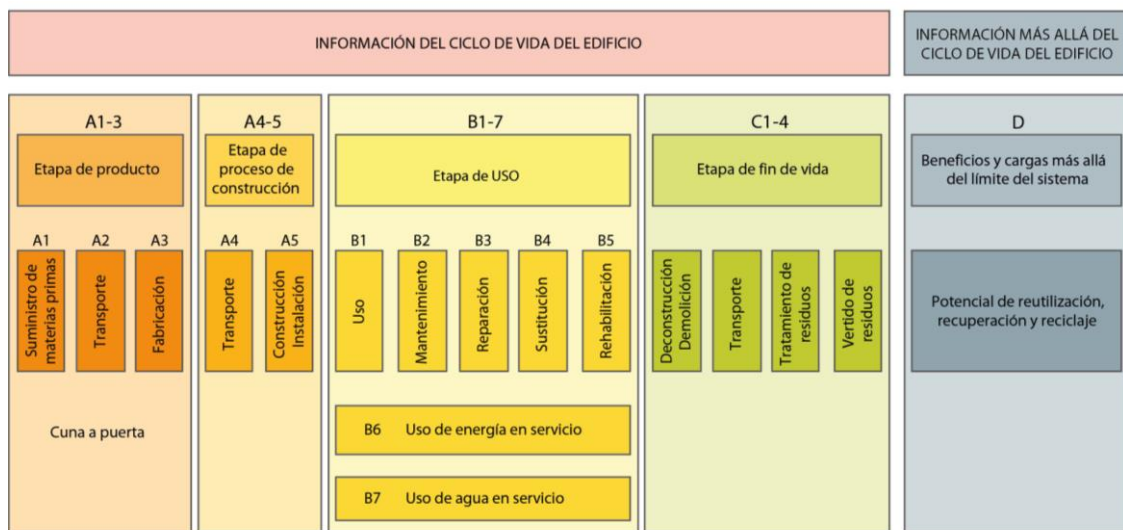 INFORMACIÓN DEL CICLO DE VIDA DEL EDIFICIO
INFORMACIÓN MÁS ALLÁ DEL
CICLO DE VIDA DEL EDIFICIO
A1-3
Etapa de producto
A1
Suministro de
materias primas
A2
Transporte
A3
Fabricación
Cuna a puerta
A4-5
Etapa de
proceso de
construcción
A4
Transporte
A5
Construcción
Instalación
B1-7
Etapa de USO
B1
Uso
B2
Mantenimiento
B3
Reparación
B4
Sustitución
B5
Rehabilitación
B6 Uso de energía en servicio
B7 Uso de agua en servicio
C1-4
Etapa de fin de vida
Deconstrucción
Demolición
Transporte
Tratamiento de
residuos
Vertido de
residuos
D
Beneficios y cargas más allá
del límite del sistema
Potencial de reutilización,
recuperación y reciclaje